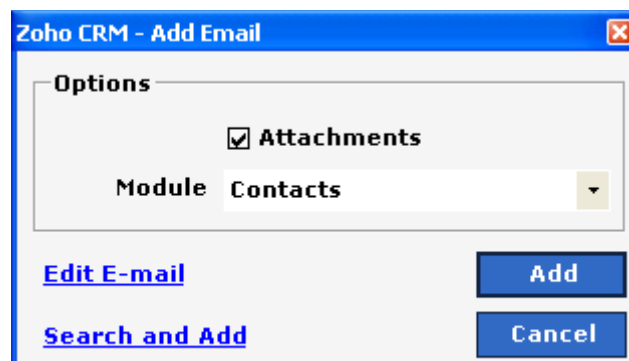 Zoho CRM - Add Email
Options
Attachments
Module Contacts
Edit E-mail Add
Search and Add Cancel